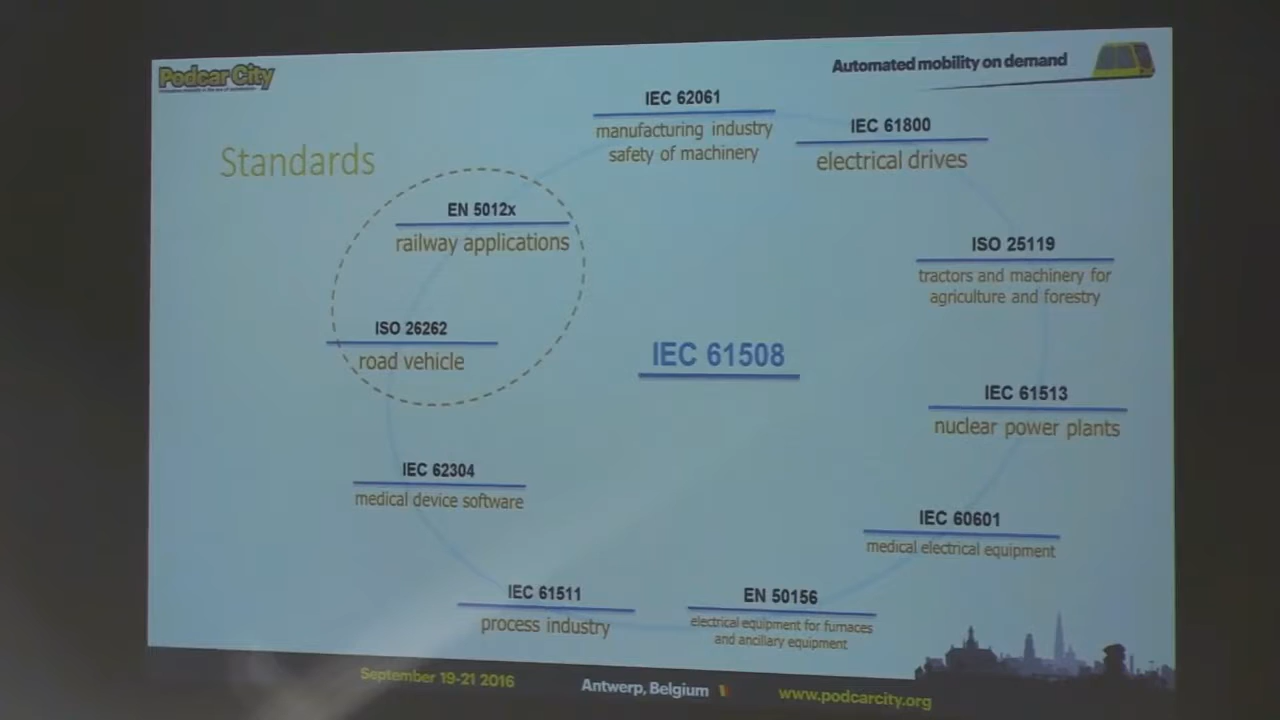 Podcar City
Automated mobility on demand
Standards
IEC 62061
manufacturing industry
safety of machinery
IEC 61800
electrical drives
EN 5012x
railway applications
ISO 25119
tractors and machinery for
agriculture and forestry
ISO 26262
road vehicle
IEC 61508
IEC 61513
nuclear power plants
IEC 62304
medical device software
IEC 60601
medical electrical equipment
IEC 61511
process industry
EN 50156
electrical equipment for furnaces
and ancillary equipment
September 19-21 2016
Antwerp, Belgium
www.podcarcity.org